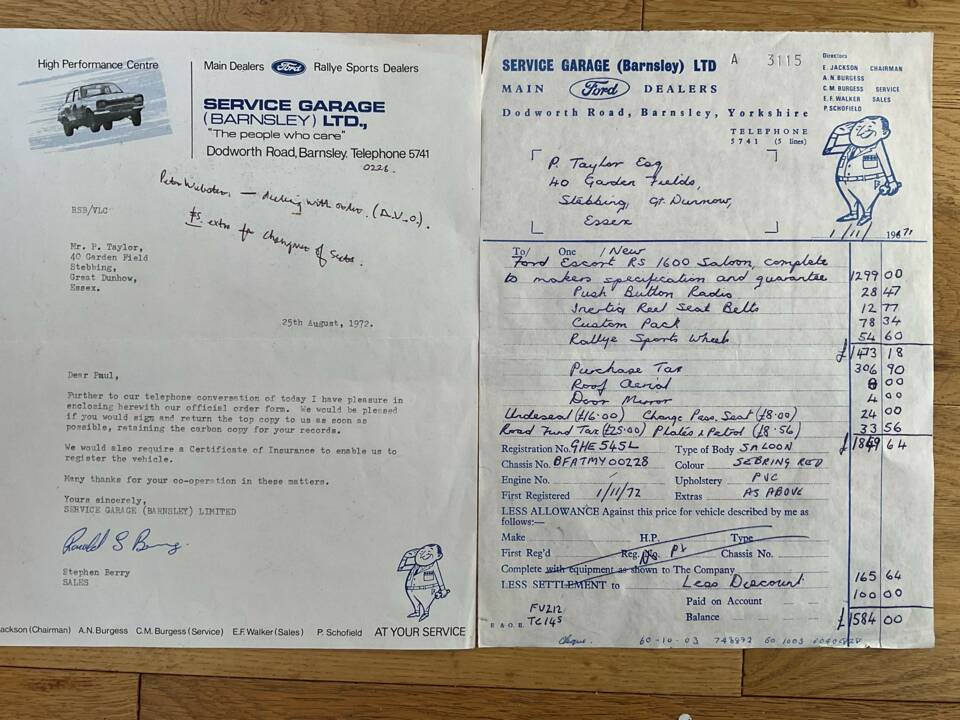 High Performance Centre
Main Dealers Ford Rallye Sports Dealers
SERVICE GARAGE
(BARNSLEY) LTD.,
"The people who care"
Dodworth Road, Barnsley. Telephone 5741
0226.
Peter Webster — dealing with order. (A.V.O.)
£8 extra for change of Seats.
RSB/VLC
Mr. P. Taylor,
40 Garden Field
Stebbing,
Great Dunhow,
Essex.
25th August, 1972.
Dear Paul,
Further to our telephone conversation of today I have pleasure in
enclosing herewith our official order form. We would be pleased
if you would sign and return the top copy to us as soon as
possible, retaining the carbon copy for your records.
We would also require a Certificate of Insurance to enable us to
register the vehicle.
Many thanks for your co-operation in these matters.
Yours sincerely,
SERVICE GARAGE (BARNSLEY) LIMITED
Stephen Berry
SALES
ackson (Chairman) A.N. Burgess C.M. Burgess (Service) E.F. Walker (Sales) P. Schofield AT YOUR SERVICE
SERVICE GARAGE (Barnsley) LTD A 3115
MAIN Ford DEALERS
Dodworth Road, Barnsley, Yorkshire
TELEPHONE
5741 (5 lines)
Directors
E. JACKSON CHAIRMAN
A. N. BURGESS
C. M. BURGESS SERVICE
E. F. WALKER SALES
P. SCHOFIELD
P. Taylor Esq
40 Garden Fields,
Stebbing, Gt. Dunmow,
Essex
1/11/ 196
To/ One 1 New
Ford Escort RS 1600 Saloon, complete
to makers specification and guarantee 1299 00
Push Button Radio 28 47
Inertia Reel Seat Belts 12 77
Custom Pack 78 34
Rallye Sports Wheels 54 60
£1473 18
Purchase Tax 306 90
Roof Aerial 8 00
Door Mirror 4 00
Underseal (£16.00) Change Pass. Seat (£8.00) 24 00
Road Fund Tax (£25.00) Plates & Petrol (£8.56) 33 56
£1849 64
Registration No. GHE 545L Type of Body SALOON
Chassis No. BFATMY00228 Colour SEBRING RED
Engine No. Upholstery PVC
First Registered 1/11/72 Extras AS ABOVE
LESS ALLOWANCE Against this price for vehicle described by me as
follows:—
Make H.P. Type
First Reg'd Reg. No. Chassis No.
Complete with equipment as shown to The Company
LESS SETTLEMENT to Less Discount 165 64
Paid on Account 100 00
Balance £1584 00
FU212
TC145
E. & O. E.
Cheque. 60-10-03 748872